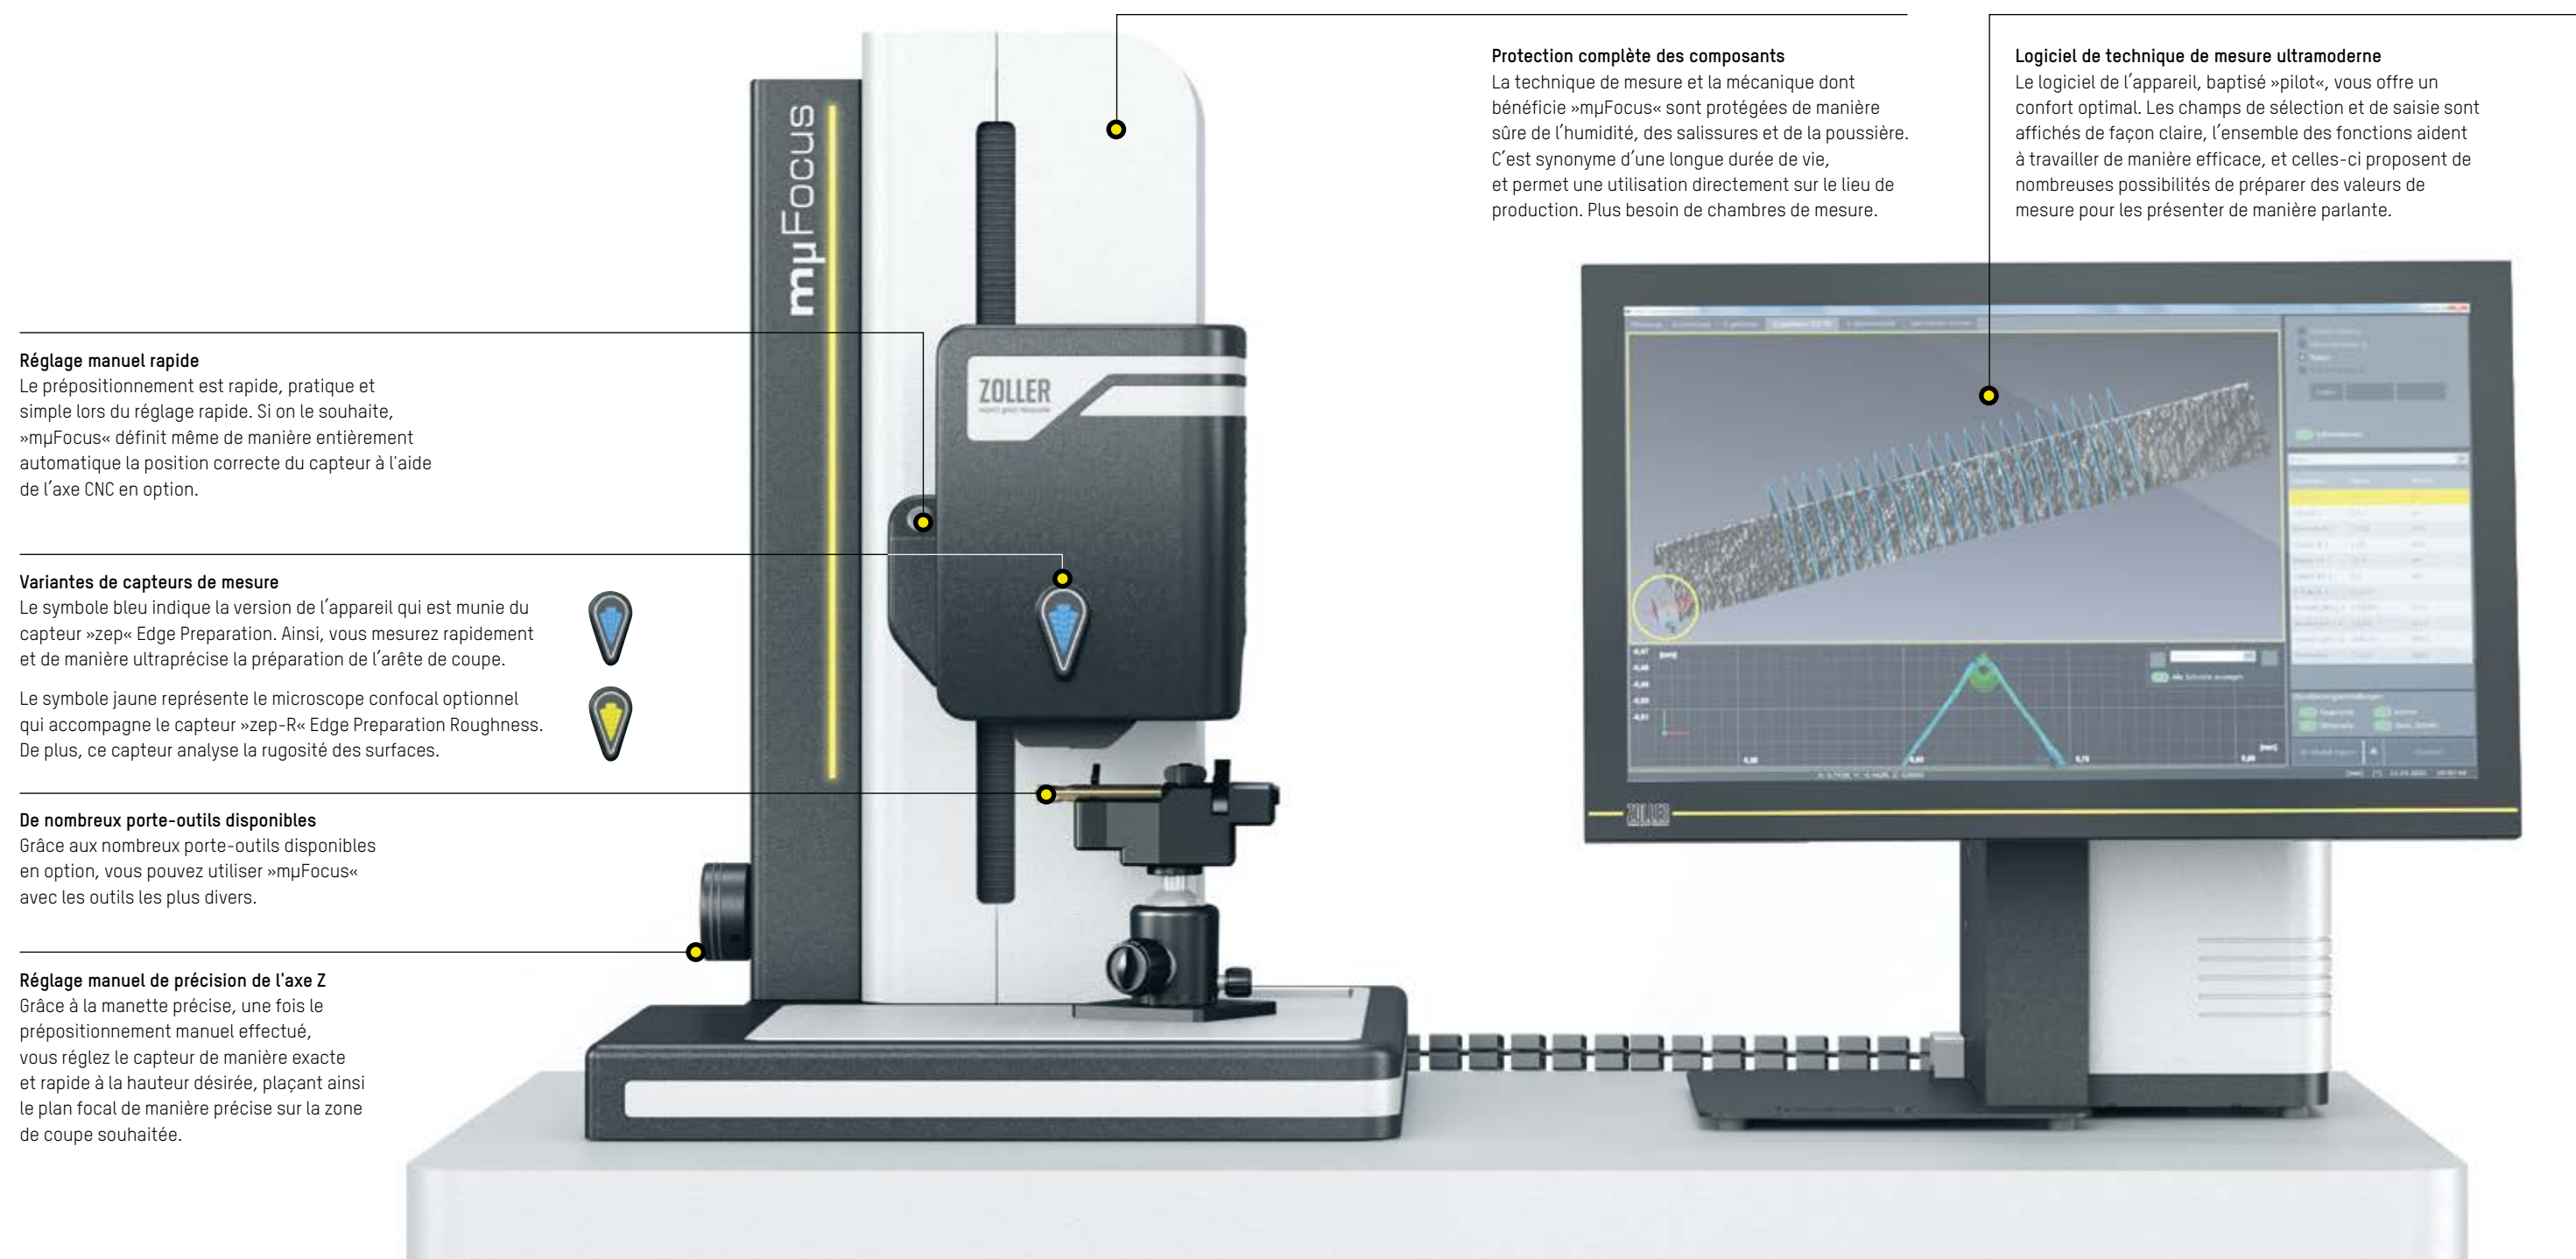 Protection complète des composants
La technique de mesure et la mécanique dont
bénéficie »mµFocus« sont protégées de manière
sûre de l´humidité, des salissures et de la poussière.
C´est synonyme d´une longue durée de vie,
et permet une utilisation directement sur le lieu de
production. Plus besoin de chambres de mesure.
Logiciel de technique de mesure ultramoderne
Le logiciel de l´appareil, baptisé »pilot«, vous offre un
confort optimal. Les champs de sélection et de saisie sont
affichés de façon claire, l´ensemble des fonctions aident
à travailler de manière efficace, et celles-ci proposent de
nombreuses possibilités de préparer des valeurs de
mesure pour les présenter de manière parlante.
mµFocus
ZOLLER
Réglage manuel rapide
Le prépositionnement est rapide, pratique et
simple lors du réglage rapide. Si on le souhaite,
»mµFocus« définit même de manière entièrement
automatique la position correcte du capteur à l'aide
de l´axe CNC en option.
Variantes de capteurs de mesure
Le symbole bleu indique la version de l´appareil qui est munie du
capteur »zep« Edge Preparation. Ainsi, vous mesurez rapidement
et de manière ultraprécise la préparation de l´arête de coupe.
Le symbole jaune représente le microscope confocal optionnel
qui accompagne le capteur »zep-R« Edge Preparation Roughness.
De plus, ce capteur analyse la rugosité des surfaces.
De nombreux porte-outils disponibles
Grâce aux nombreux porte-outils disponibles
en option, vous pouvez utiliser »mµFocus«
avec les outils les plus divers.
Réglage manuel de précision de l'axe Z
Grâce à la manette précise, une fois le
prépositionnement manuel effectué,
vous réglez le capteur de manière exacte
et rapide à la hauteur désirée, plaçant ainsi
le plan focal de manière précise sur la zone
de coupe souhaitée.
ZOLLER